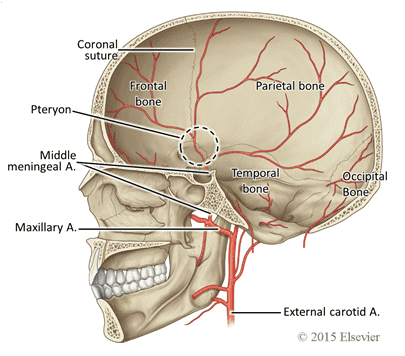 Coronal
suture
Frontal
bone
Parietal bone
Pteryon
Middle
meningeal A.
Temporal
bone
Occipital
Bone
Maxillary A.
External carotid A.
© 2015 Elsevier